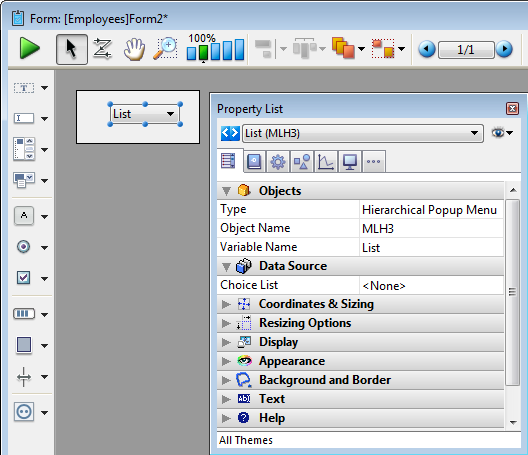 Form: [Employees]Form2*
100%
1/1
List
Property List
List (MLH3)
Objects
Type Hierarchical Popup Menu
Object Name MLH3
Variable Name List
Data Source
Choice List <None>
Coordinates & Sizing
Resizing Options
Display
Appearance
Background and Border
Text
Help
All Themes